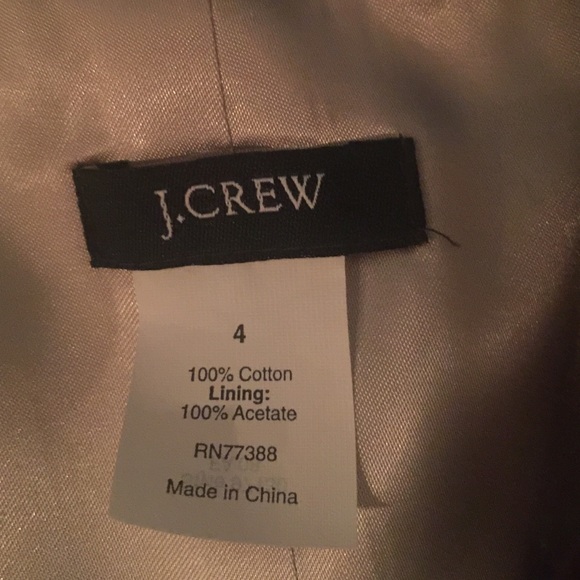 J.CREW
4
100% Cotton
Lining:
100% Acetate
RN77388
Made in China